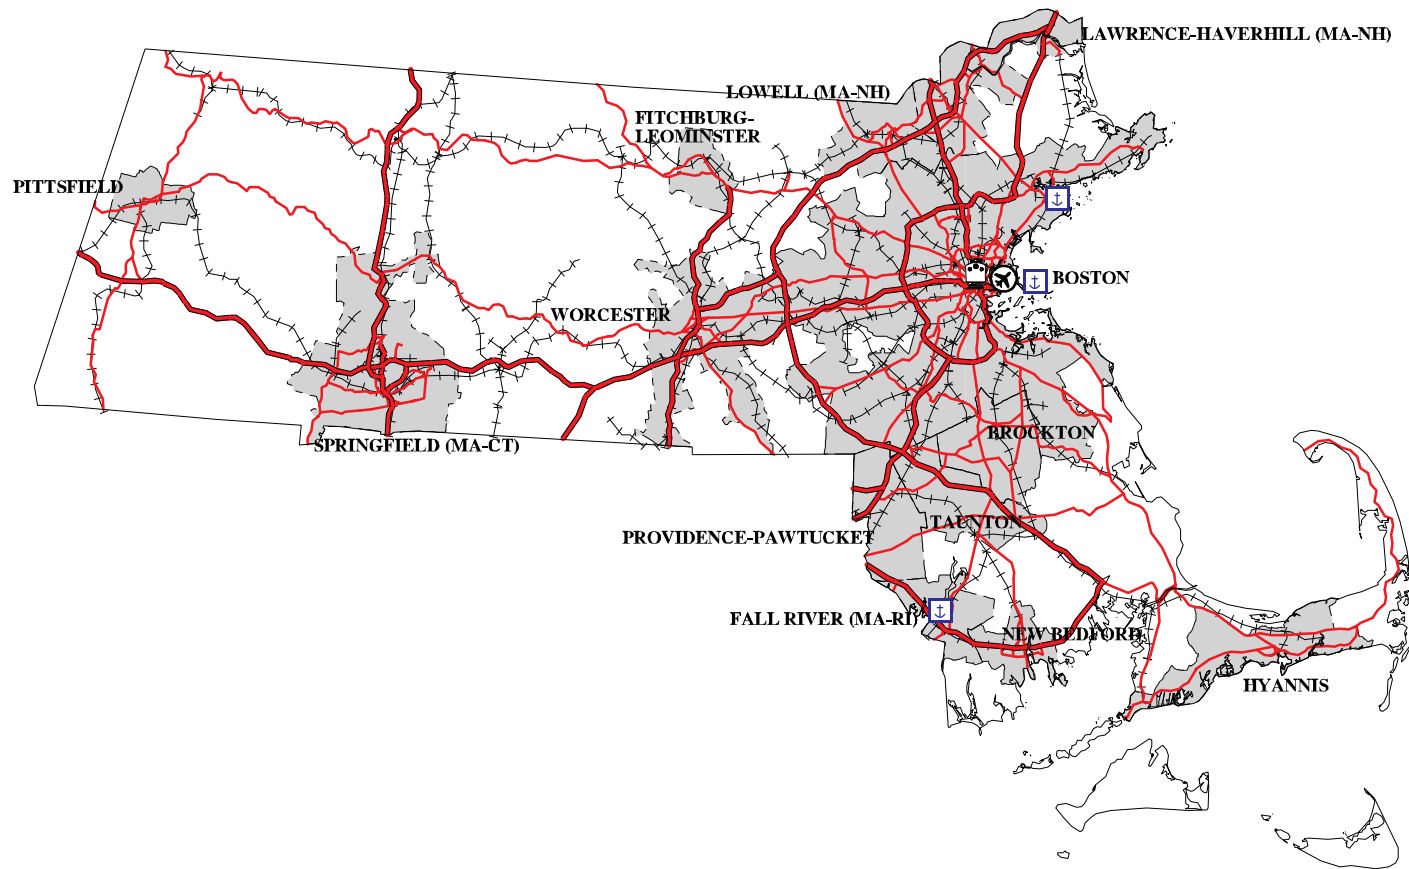 LAWRENCE-HAVERHILL (MA-NH)
LOWELL (MA-NH)
FITCHBURG-
LEOMINSTER
PITTSFIELD
BOSTON
WORCESTER
BROCKTON
SPRINGFIELD (MA-CT)
TAUNTON
PROVIDENCE-PAWTUCKET
FALL RIVER (MA-RI)
NEW BEDFORD
HYANNIS